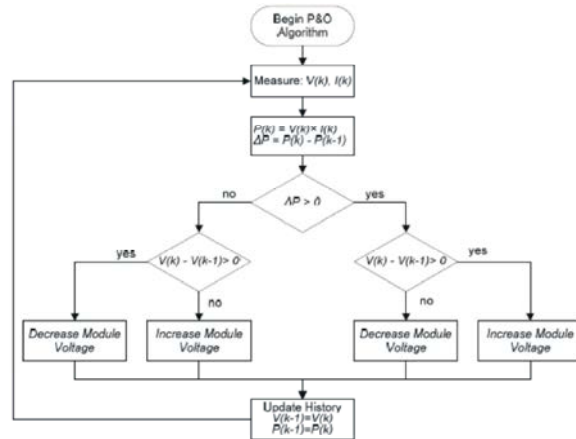 Begin P&O
Algorithm
Measure: V(k), I(k)
P(k) = V(k)× I(k)
ΔP = P(k) - P(k-1)
ΔP > 0
no
yes
V(k) - V(k-1)> 0
V(k) - V(k-1)> 0
yes
no
no
yes
Decrease Module
Voltage
Increase Module
Voltage
Decrease Module
Voltage
Increase Module
Voltage
Update History
V(k-1)=V(k)
P(k-1)=P(k)